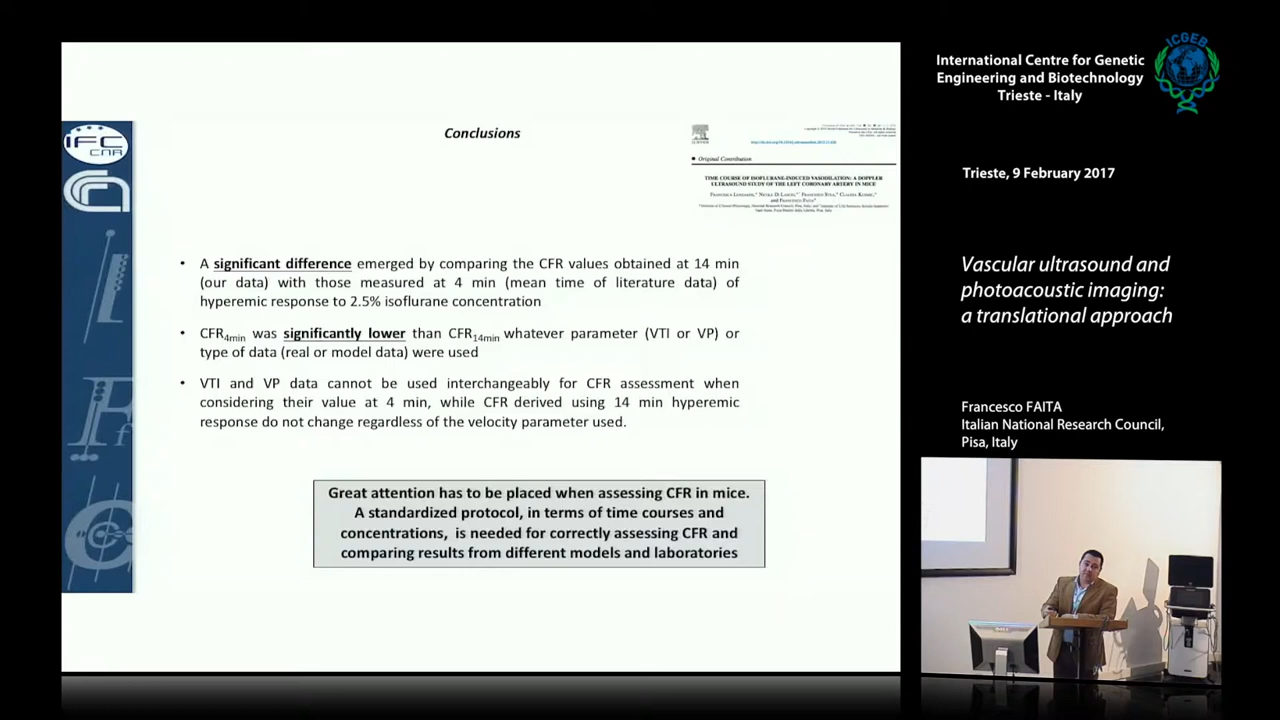 Conclusions
ELSEVIER
● Original Contribution
TIME COURSE OF ISOFLURANE-INDUCED VASODILATION: A DOPPLER
ULTRASOUND STUDY OF THE LEFT CORONARY ARTERY IN MICE
IFC
CNR
• A significant difference emerged by comparing the CFR values obtained at 14 min
(our data) with those measured at 4 min (mean time of literature data) of
hyperemic response to 2.5% isoflurane concentration
• CFR4min was significantly lower than CFR14min whatever parameter (VTI or VP) or
type of data (real or model data) were used
• VTI and VP data cannot be used interchangeably for CFR assessment when
considering their value at 4 min, while CFR derived using 14 min hyperemic
response do not change regardless of the velocity parameter used.
Great attention has to be placed when assessing CFR in mice.
A standardized protocol, in terms of time courses and
concentrations, is needed for correctly assessing CFR and
comparing results from different models and laboratories
International Centre for Genetic
Engineering and Biotechnology
Trieste - Italy
ICGEB
Trieste, 9 February 2017
Vascular ultrasound and
photoacoustic imaging:
a translational approach
Francesco FAITA
Italian National Research Council,
Pisa, Italy